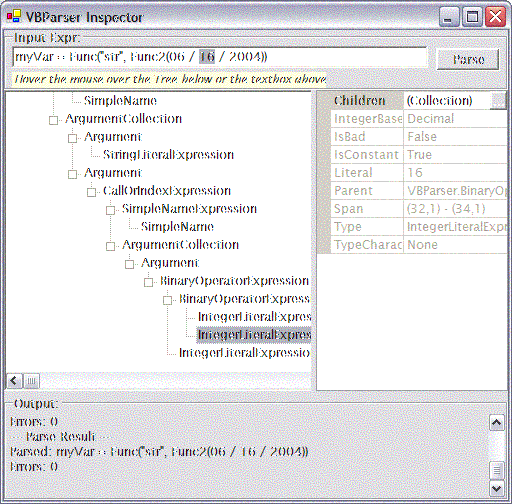 VBParser Inspector
Input Expr:
myVar = Func("str", Func2(06 / 16 / 2004))
Parse
Hover the mouse over the Tree below or the textbox above
SimpleName
ArgumentCollection
Argument
StringLiteralExpression
Argument
CallOrIndexExpression
SimpleNameExpression
SimpleName
ArgumentCollection
Argument
BinaryOperatorExpression
BinaryOperatorExpress
IntegerLiteralExpres
IntegerLiteralExpres
IntegerLiteralExpressio
Children (Collection)
IntegerBase Decimal
IsBad False
IsConstant True
Literal 16
Parent VBParser.BinaryOp
Span (32,1) - (34,1)
Type IntegerLiteralExpr
TypeCharac None
Output:
Errors: 0
--- Parse Result ---
Parsed: myVar = Func("str", Func2(06 / 16 / 2004))
Errors: 0